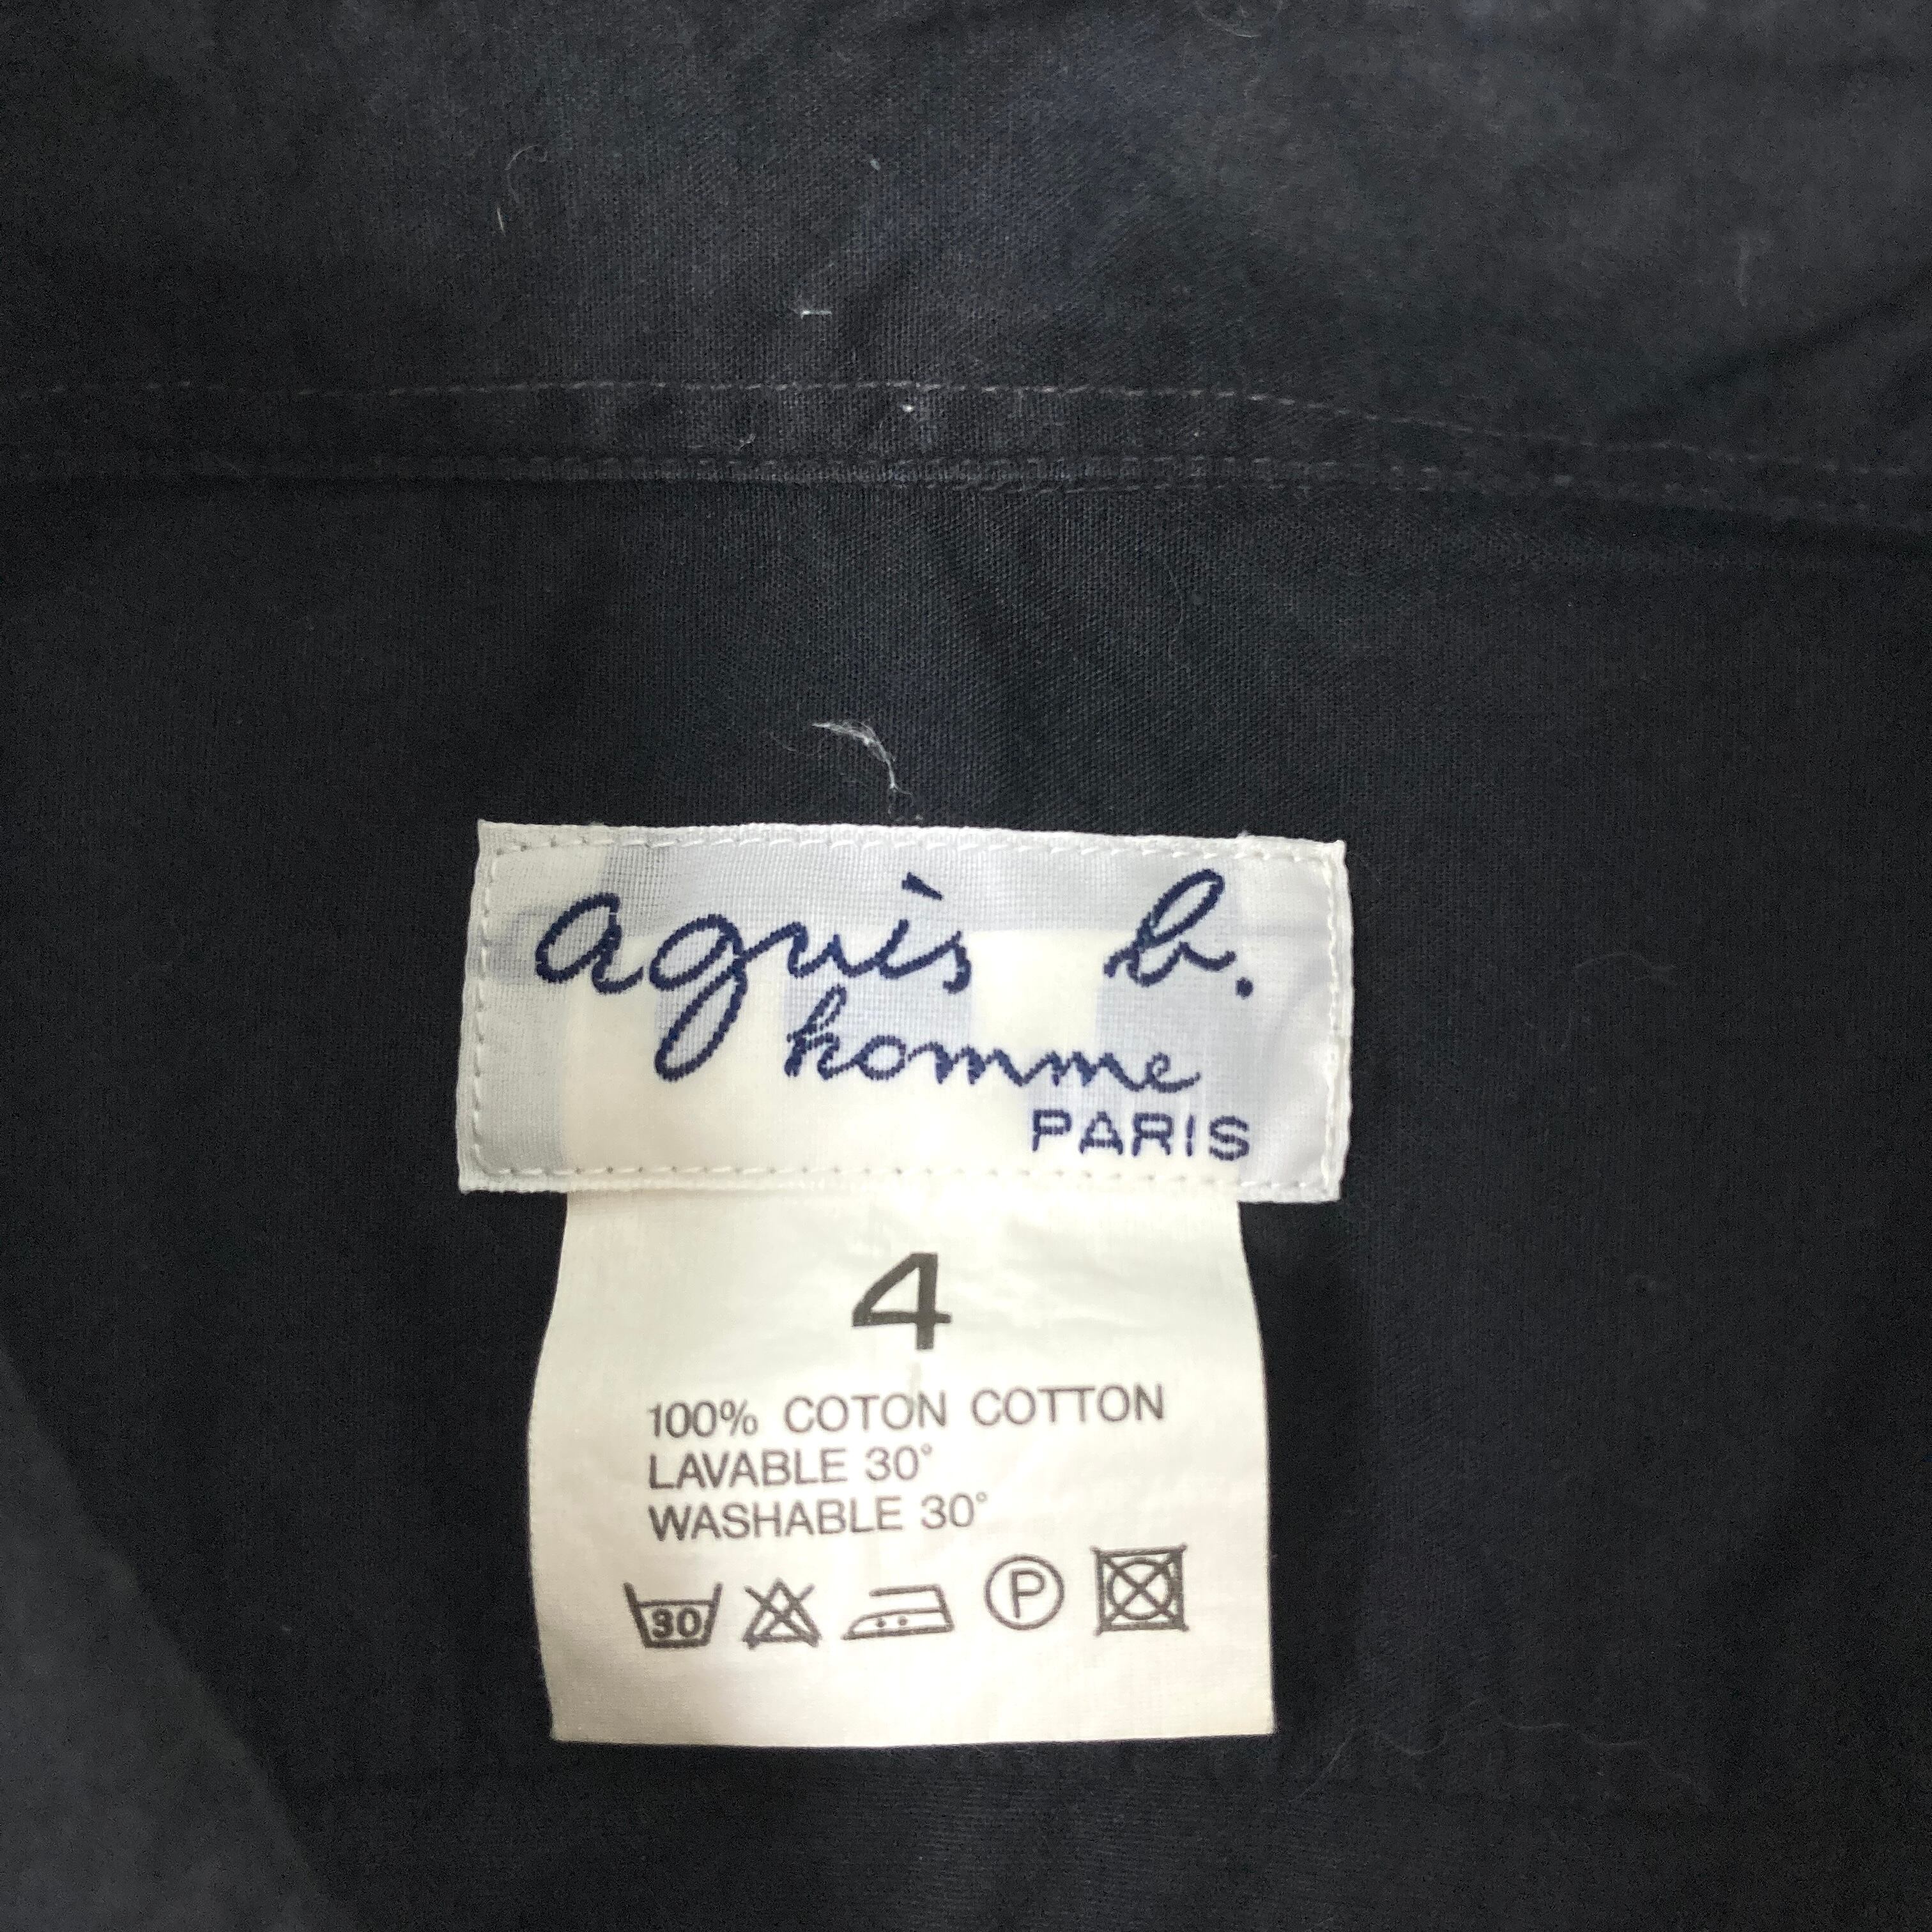 agnès b.
homme
PARIS
4
100% COTON COTTON
LAVABLE 30°
WASHABLE 30°
30 P